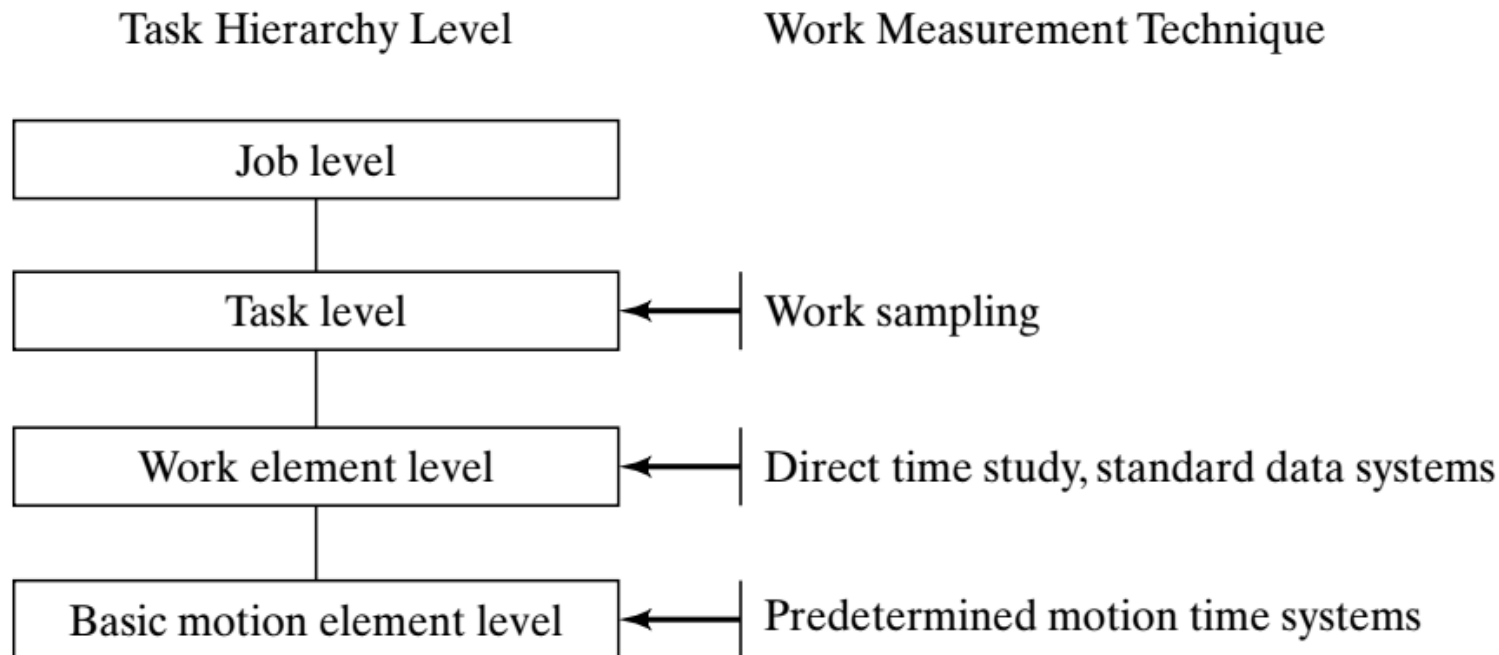 Task Hierarchy Level Work Measurement Technique
Job level
Task level Work sampling
Work element level Direct time study, standard data systems
Basic motion element level Predetermined motion time systems